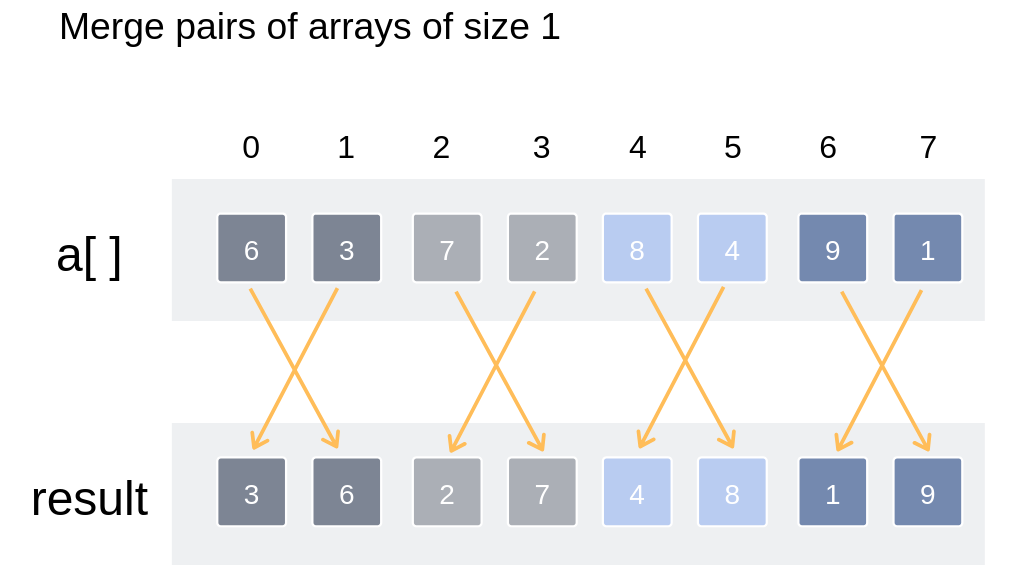 Merge pairs of arrays of size 1
0 1 2 3 4 5 6 7
a[ ] 6 3 7 2 8 4 9 1
result 3 6 2 7 4 8 1 9